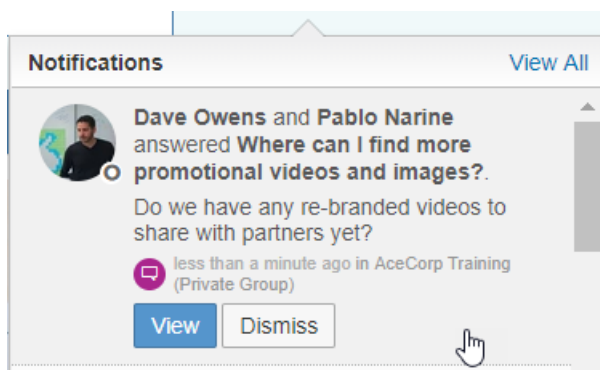 Notifications
View All
Dave Owens and Pablo Narine
answered Where can I find more
promotional videos and images?.
Do we have any re-branded videos to
share with partners yet?
less than a minute ago in AceCorp Training
(Private Group)
View
Dismiss